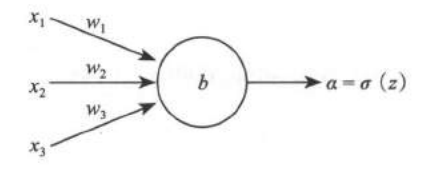 x₁
w₁
w₂
x₂
b
a = σ (z)
w₃
x₃